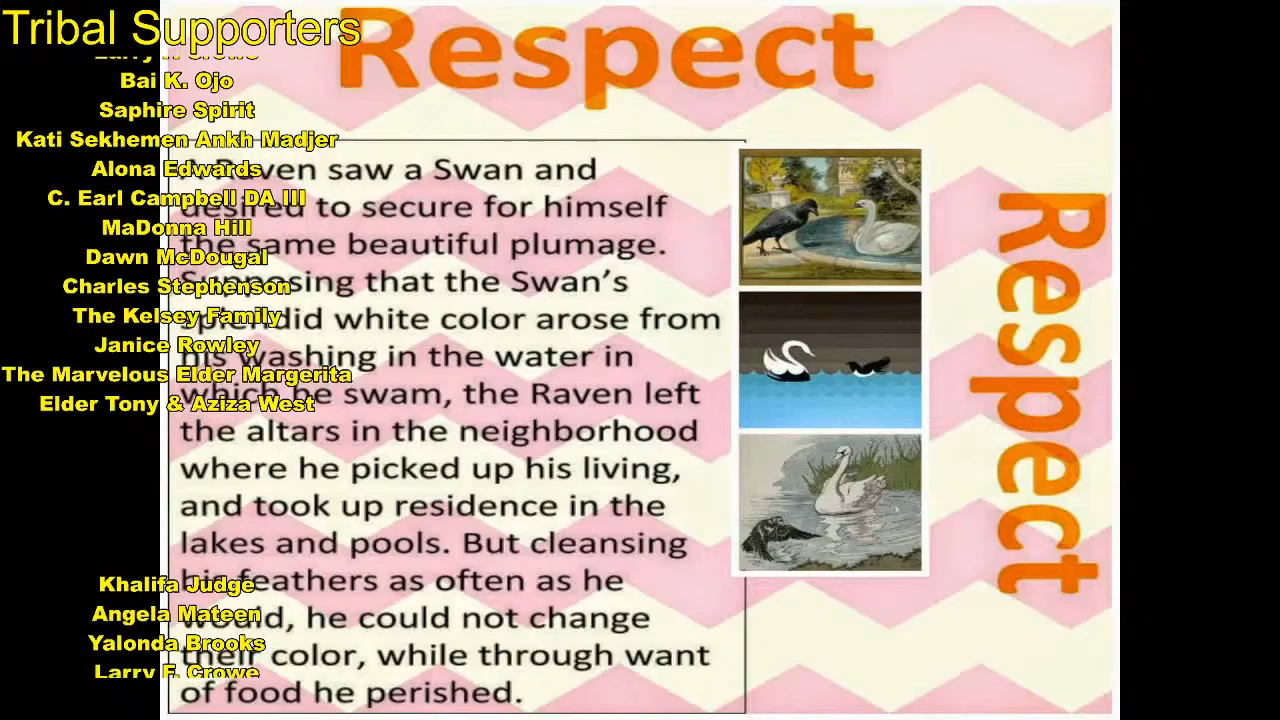 Tribal Supporters
Larry F. Crowe
Bai K. Ojo
Saphire Spirit
Kati Sekhemen Ankh Madjer
Alona Edwards
C. Earl Campbell DA III
MaDonna Hill
Dawn McDougal
Charles Stephenson
The Kelsey Family
Janice Rowley
The Marvelous Elder Margerita
Elder Tony & Aziza West
Khalifa Judge
Angela Mateen
Yalonda Brooks
Larry F. Crowe
Respect
Raven saw a Swan and
desired to secure for himself
the same beautiful plumage.
Supposing that the Swan's
splendid white color arose from
his washing in the water in
which he swam, the Raven left
the altars in the neighborhood
where he picked up his living,
and took up residence in the
lakes and pools. But cleansing
his feathers as often as he
would, he could not change
their color, while through want
of food he perished.
Respect